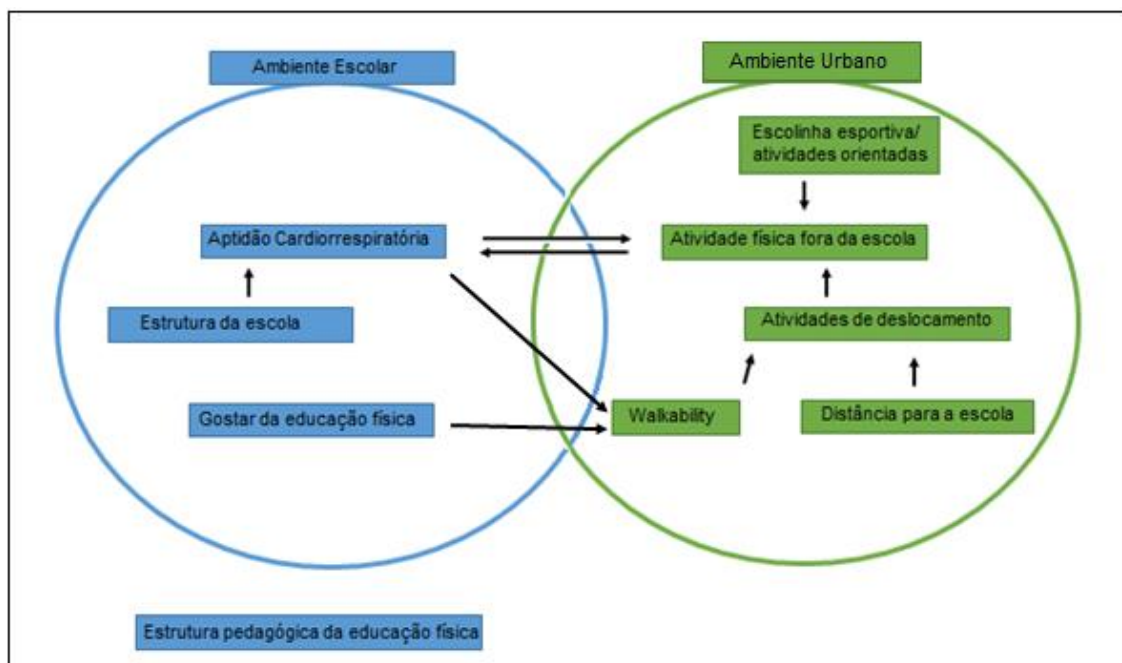 Ambiente Escolar
Ambiente Urbano
Escolinha esportiva/
atividades orientadas
Aptidão Cardiorrespiratória
Atividade física fora da escola
Estrutura da escola
Atividades de deslocamento
Gostar da educação física
Walkability
Distância para a escola
Estrutura pedagógica da educação física